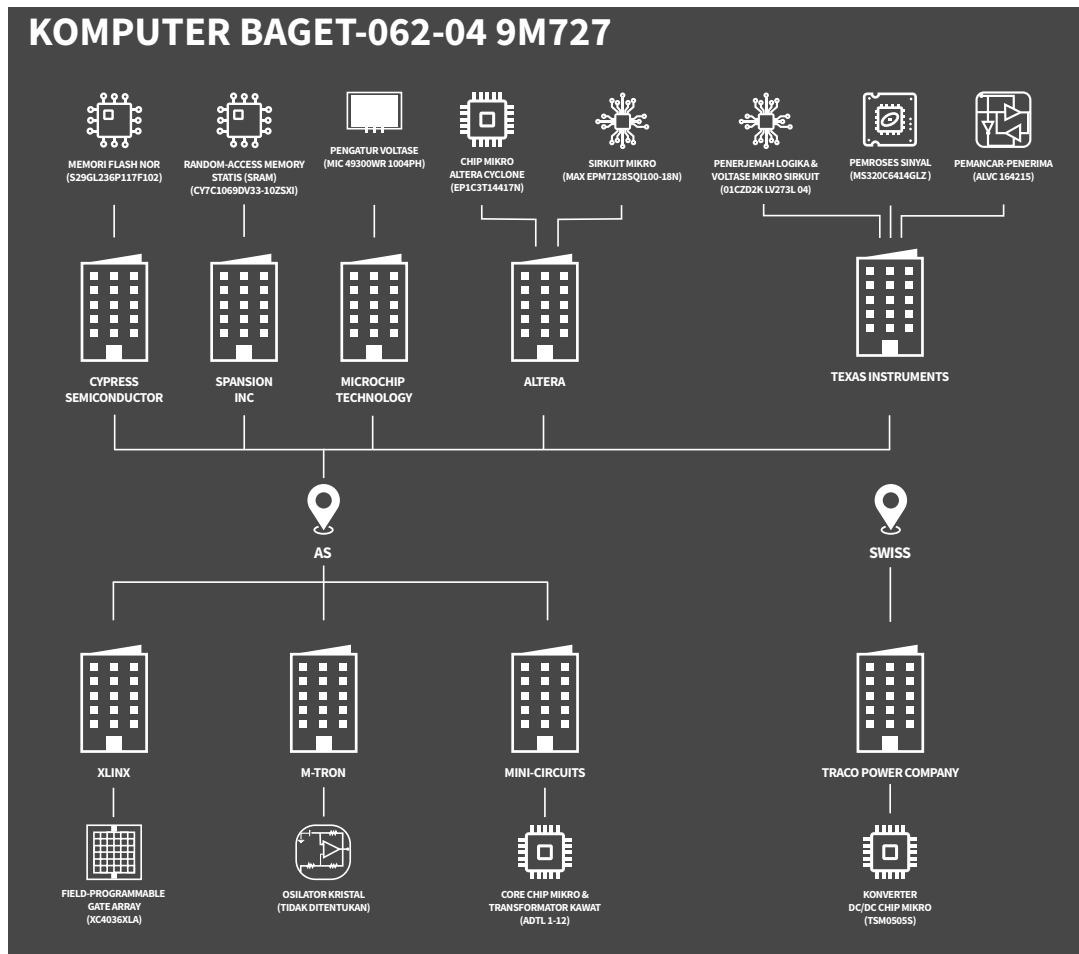 KOMPUTER BAGET-062-04 9M727
MEMORI FLASH NOR
(S29GL236P117F102)
RANDOM-ACCESS MEMORY
STATIS (SRAM)
(CY7C1069DV33-10ZSXI)
PENGATUR VOLTASE
(MIC 49300WR 1004PH)
CHIP MIKRO
ALTERA CYCLONE
(EP1C3T14417N)
SIRKUIT MIKRO
(MAX EPM7128SQI100-18N)
PENERJEMAH LOGIKA &
VOLTASE MIKRO SIRKUIT
(01CZD2K LV273L 04)
PEMROSES SINYAL
(MS320C6414GLZ )
PEMANCAR-PENERIMA
(ALVC 164215)
CYPRESS
SEMICONDUCTOR
SPANSION
INC
MICROCHIP
TECHNOLOGY
ALTERA
TEXAS INSTRUMENTS
AS
SWISS
XLINX
M-TRON
MINI-CIRCUITS
TRACO POWER COMPANY
FIELD-PROGRAMMABLE
GATE ARRAY
(XC4036XLA)
OSILATOR KRISTAL
(TIDAK DITENTUKAN)
CORE CHIP MIKRO &
TRANSFORMATOR KAWAT
(ADTL 1-12)
KONVERTER
DC/DC CHIP MIKRO
(TSM0505S)